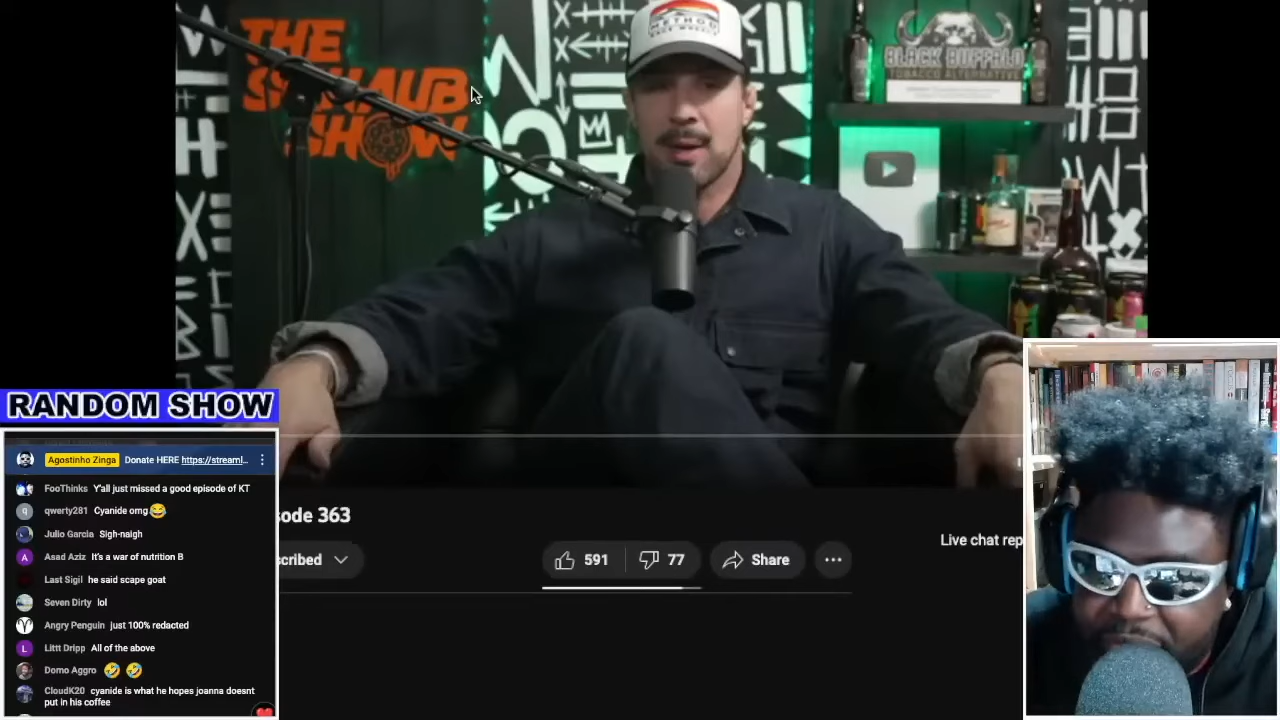 THE
SCHAUB
SHOW
METHOD
RACE WHEELS
BLACK BUFFALO
TOBACCO ALTERNATIVE
RANDOM SHOW
Agostinho Zinga Donate HERE https://streaml...
FooThinks Y'all just missed a good episode of KT
qwerty281 Cyanide omg😂
Julio Garcia Sigh-naigh
Asad Aziz It's a war of nutrition B
Last Sigil he said scape goat
Seven Dirty lol
Angry Penguin just 100% redacted
Littt Dripp All of the above
Domo Aggro 🤣 🤣
CloudK20 cyanide is what he hopes joanna doesnt
put in his coffee
sode 363
scribed
591
77
Share
Live chat rep